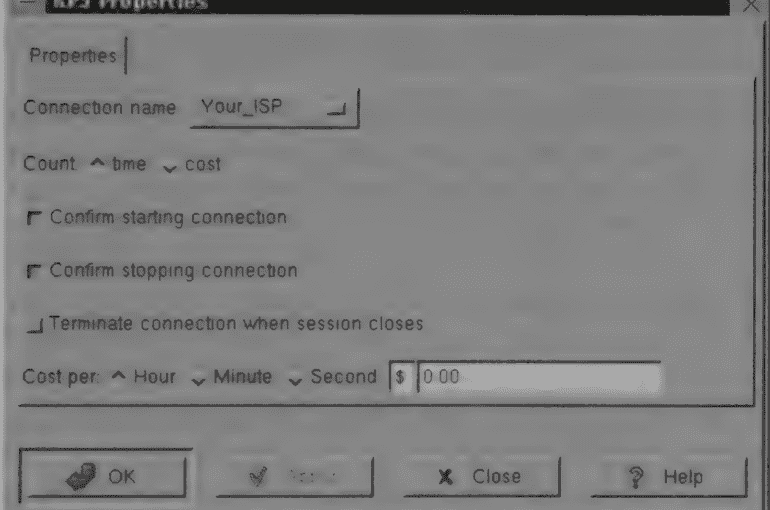 Properties
Properties
Connection name Your_ISP
Count time cost
Confirm starting connection
Confirm stopping connection
Terminate connection when session closes
Cost per: Hour Minute Second $ 0.00
OK Close Help